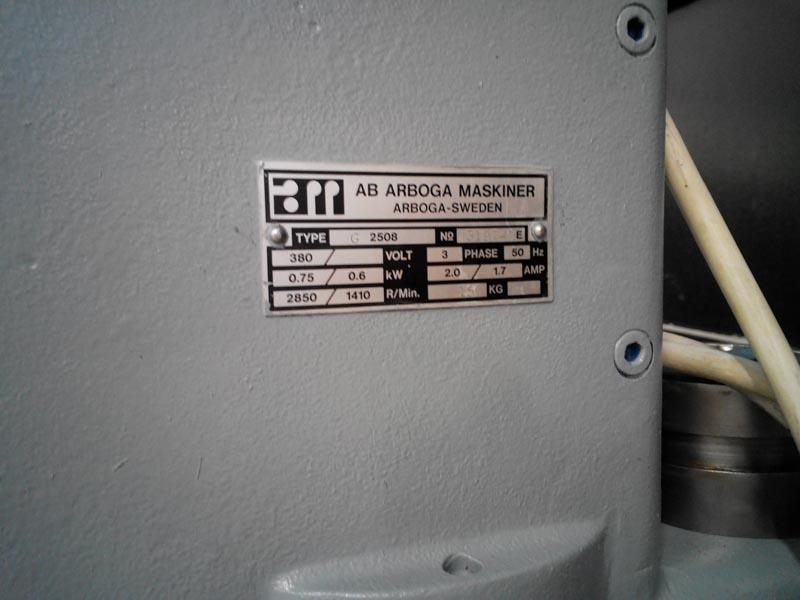 am AB ARBOGA MASKINER
ARBOGA-SWEDEN
TYPE G 2508 No E
380 / VOLT 3 PHASE 50 Hz
0.75 / 0.6 kW 2.0 / 1.7 AMP
2850 / 1410 R/Min. KG